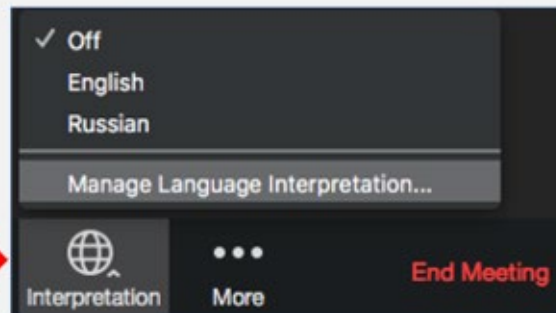 ✓ Off
English
Russian
Manage Language Interpretation...
Interpretation
More
End Meeting